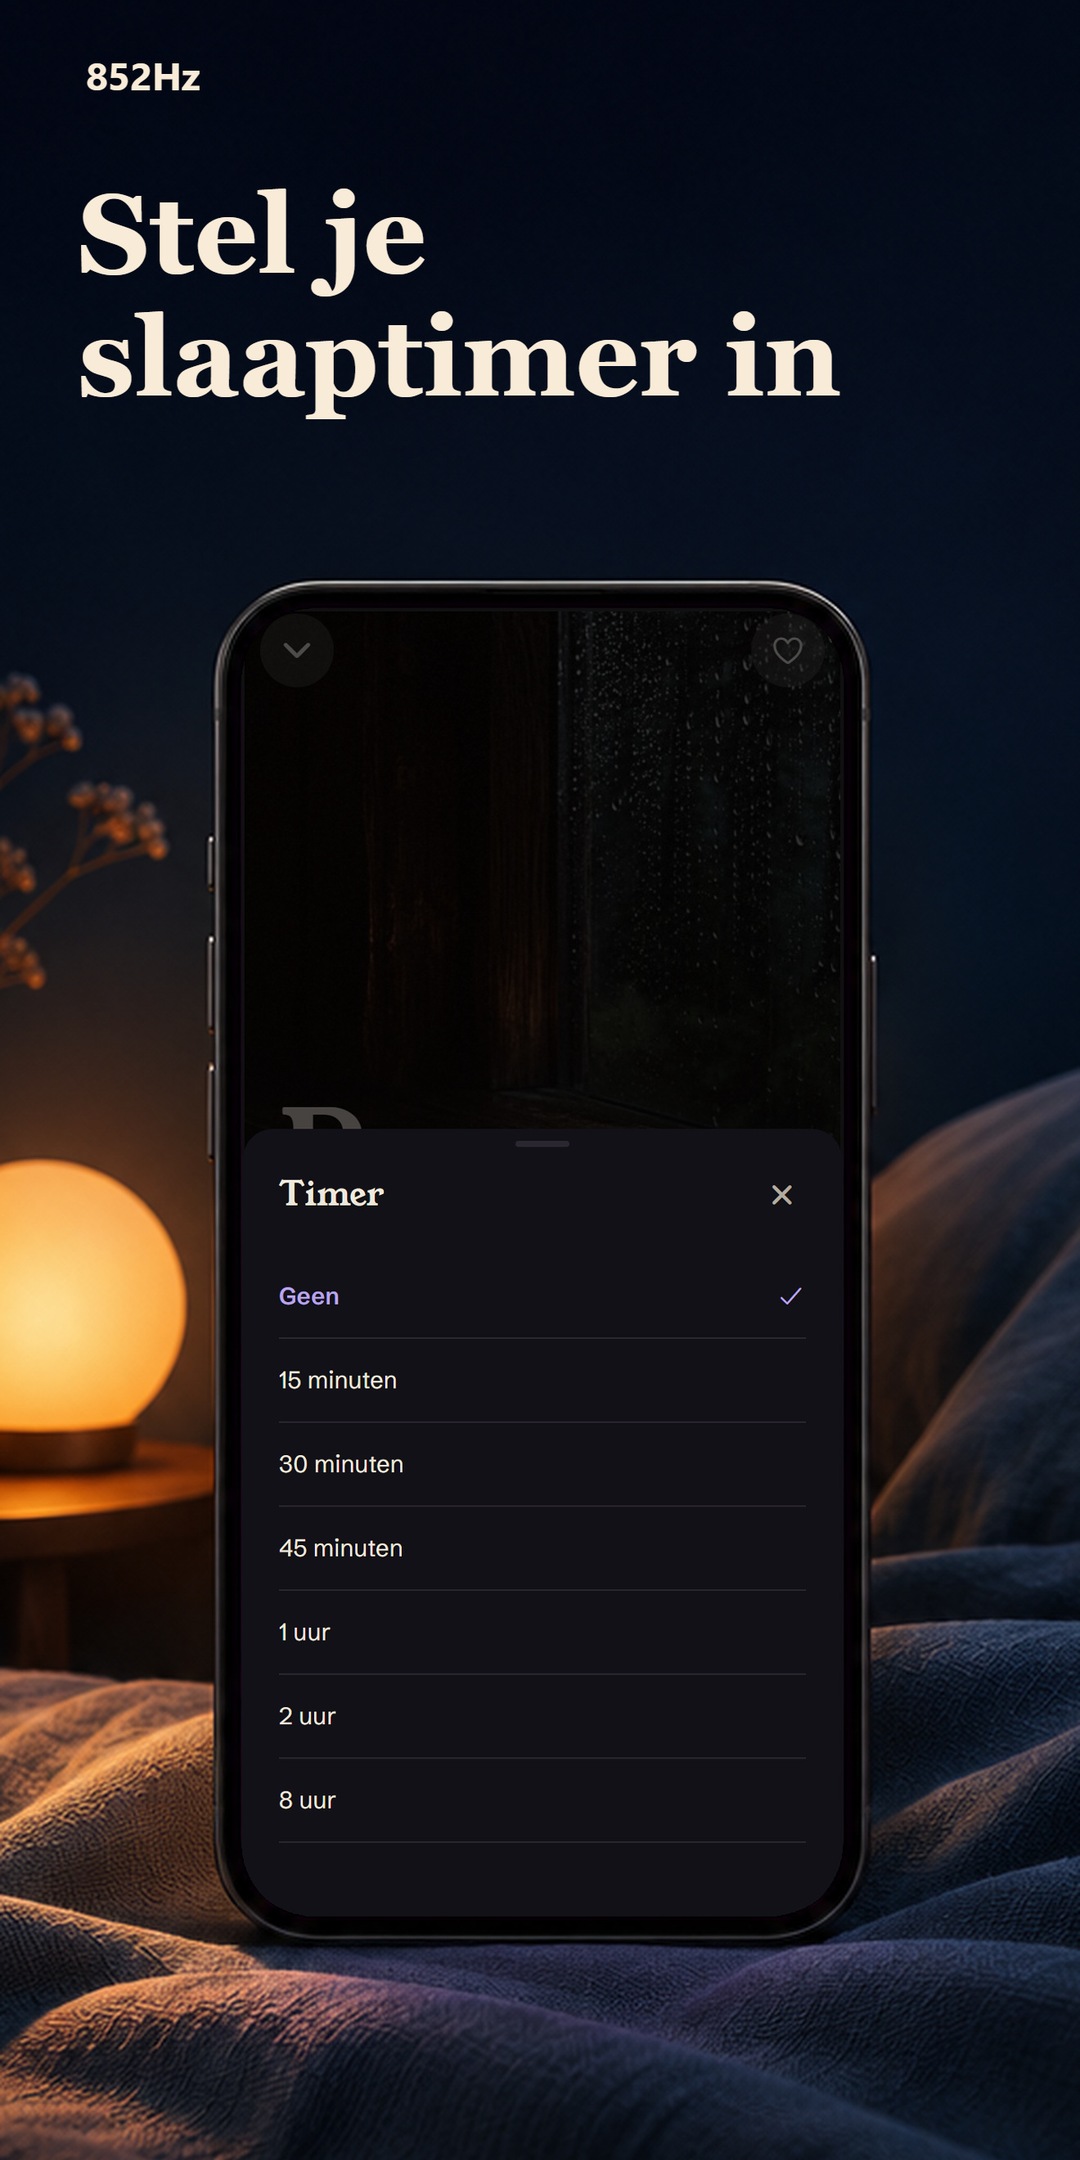 852Hz
Stel je
slaaptimer in
Timer
Geen
15 minuten
30 minuten
45 minuten
1 uur
2 uur
8 uur